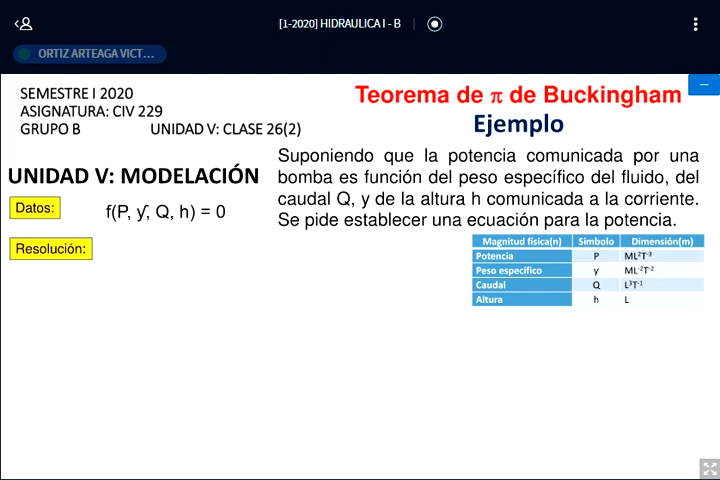 [1-2020] HIDRAULICA I - B
ORTIZ ARTEAGA VICT...
SEMESTRE I 2020
ASIGNATURA: CIV 229
GRUPO B UNIDAD V: CLASE 26(2)
Teorema de π de Buckingham
Ejemplo
UNIDAD V: MODELACIÓN
Suponiendo que la potencia comunicada por una
bomba es función del peso específico del fluido, del
caudal Q, y de la altura h comunicada a la corriente.
Se pide establecer una ecuación para la potencia.
Datos:
f(P, ƴ, Q, h) = 0
Resolución:
Magnitud física(n) Simbolo Dimensión(m)
Potencia P ML²T⁻³
Peso específico γ ML⁻²T⁻²
Caudal Q L³T⁻¹
Altura h L